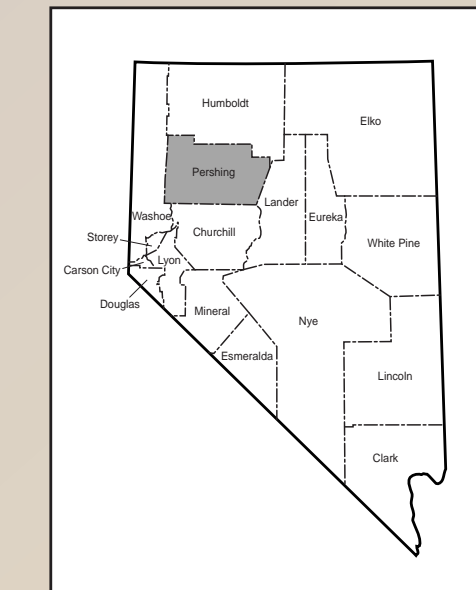 Humboldt
Elko
Pershing
Lander
Washoe
Eureka
Churchill
Storey
White Pine
Lyon
Carson City
Douglas
Mineral
Nye
Esmeralda
Lincoln
Clark